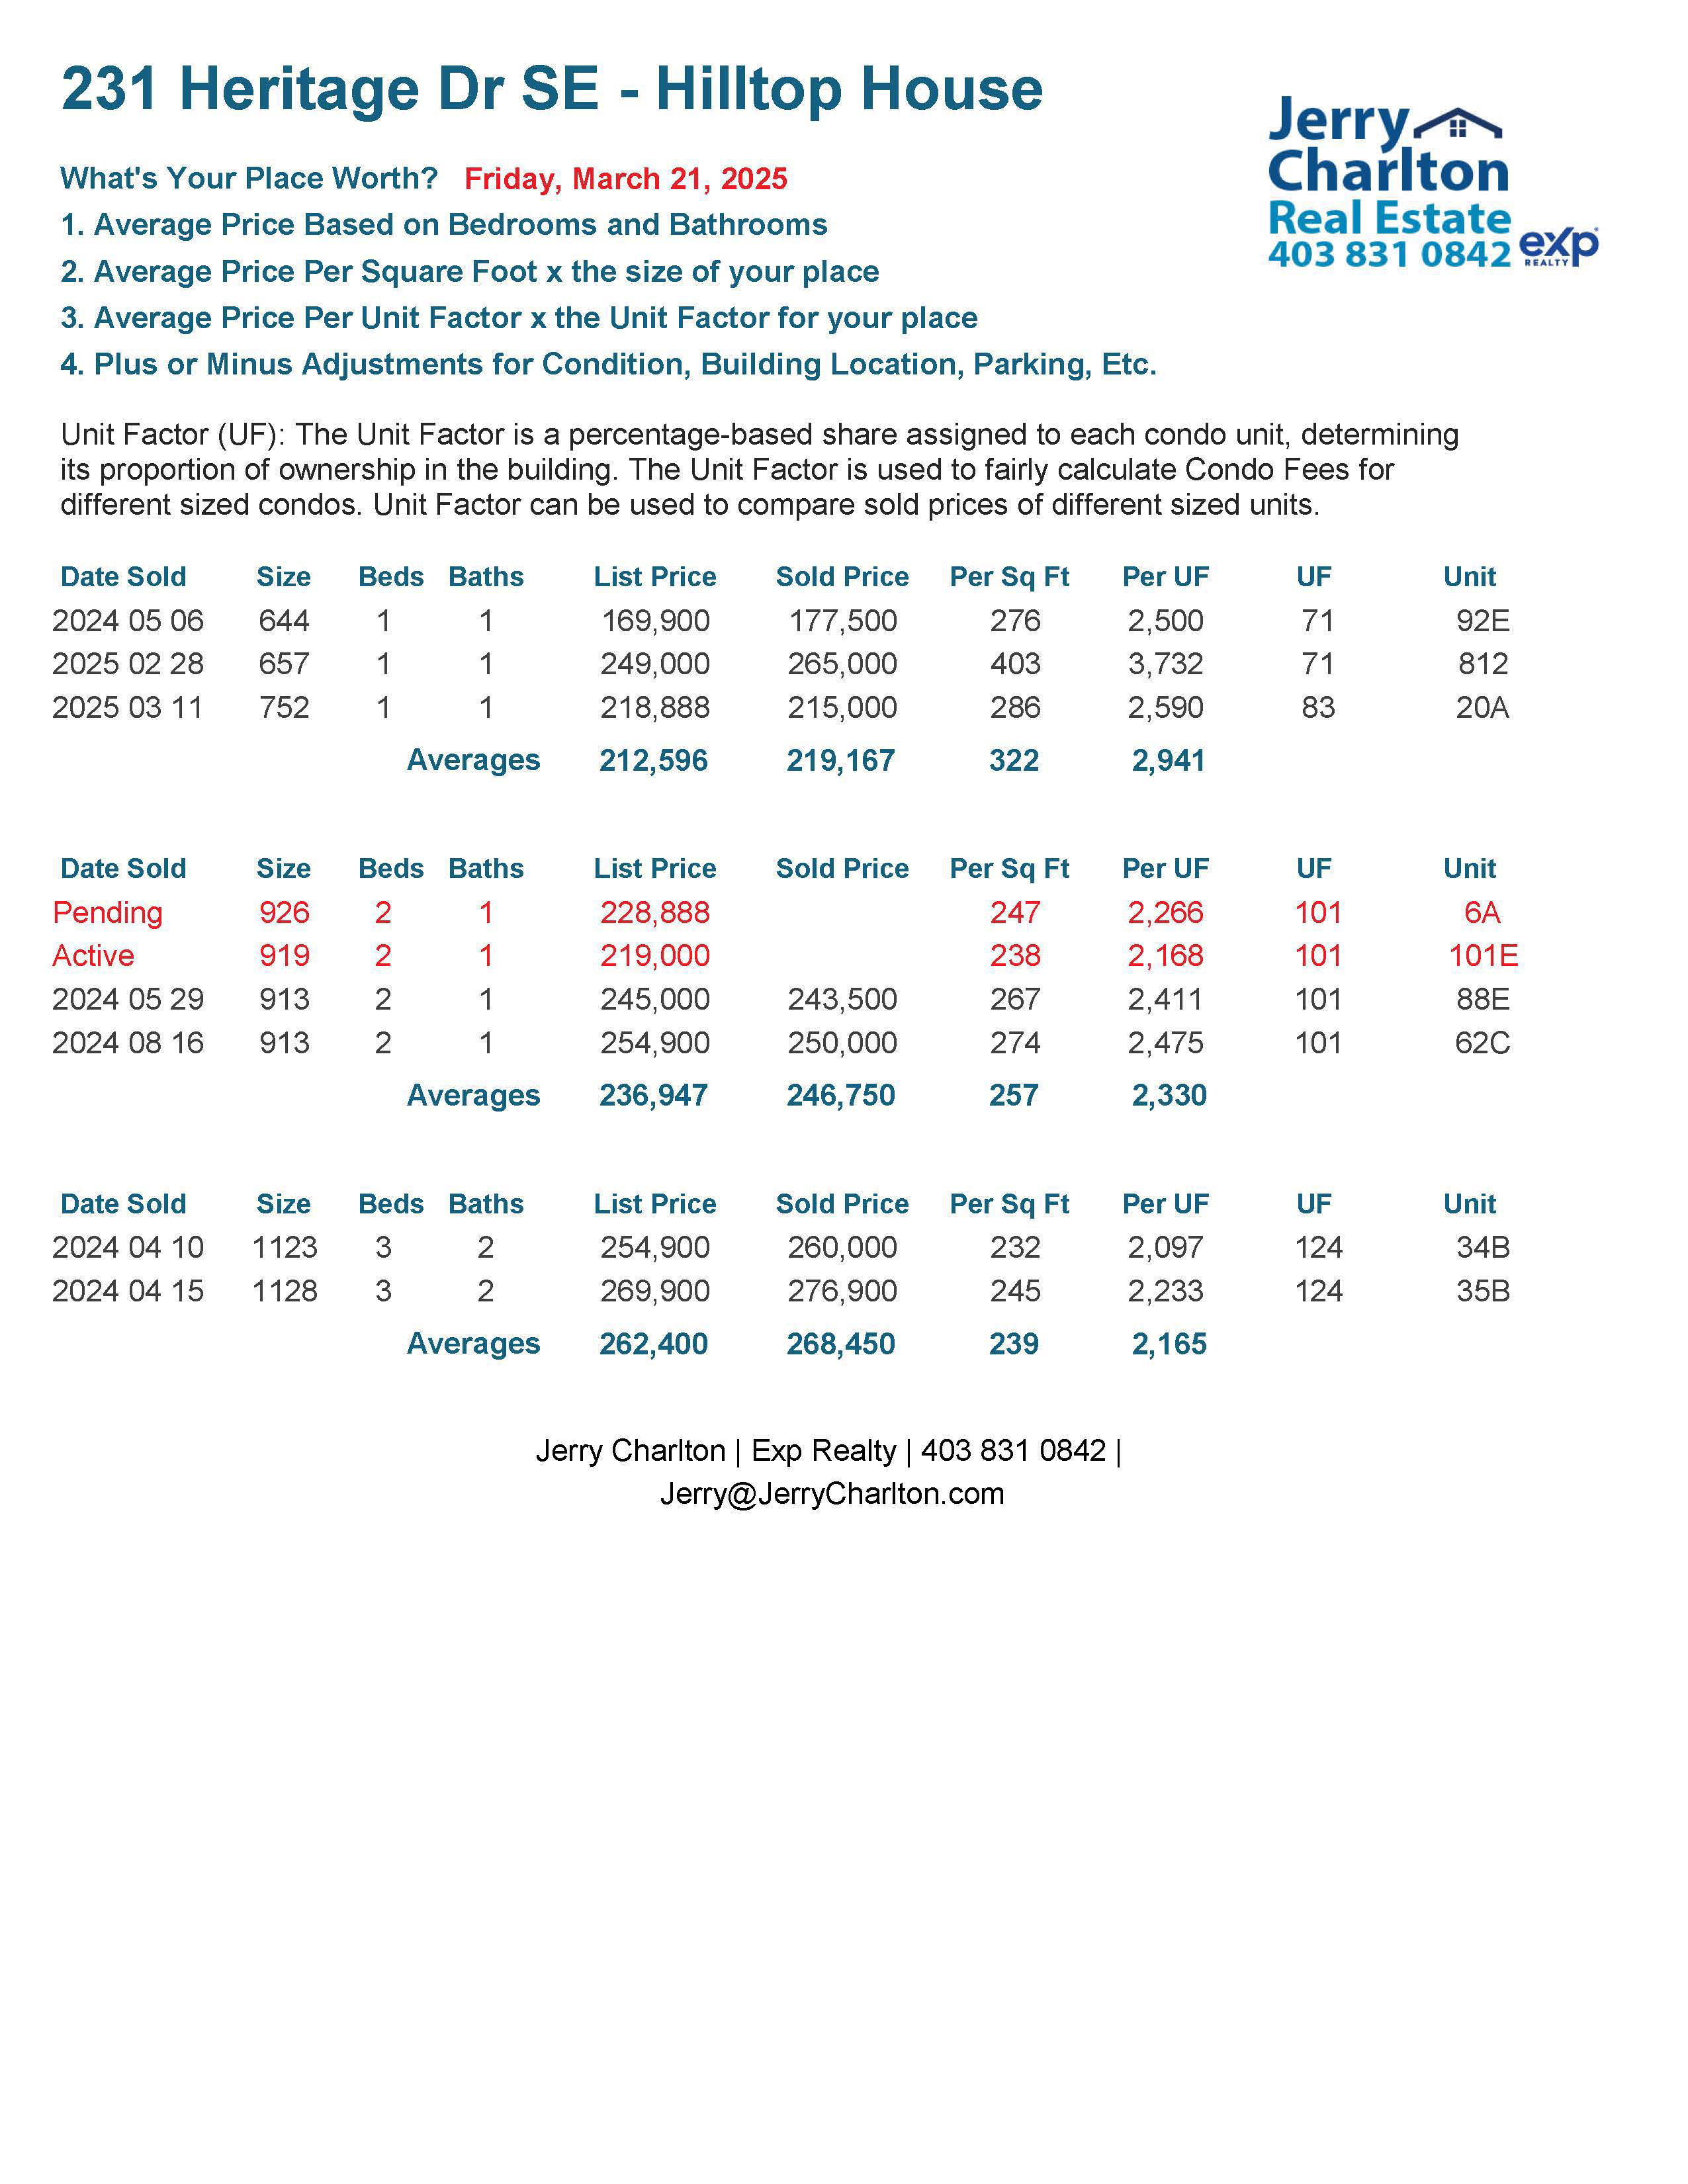 231 Heritage Dr SE - Hilltop House
Jerry
Charlton
Real Estate
403 831 0842 exp REALTY
What's Your Place Worth? Friday, March 21, 2025
1. Average Price Based on Bedrooms and Bathrooms
2. Average Price Per Square Foot x the size of your place
3. Average Price Per Unit Factor x the Unit Factor for your place
4. Plus or Minus Adjustments for Condition, Building Location, Parking, Etc.
Unit Factor (UF): The Unit Factor is a percentage-based share assigned to each condo unit, determining
its proportion of ownership in the building. The Unit Factor is used to fairly calculate Condo Fees for
different sized condos. Unit Factor can be used to compare sold prices of different sized units.
Date Sold Size Beds Baths List Price Sold Price Per Sq Ft Per UF UF Unit
2024 05 06 644 1 1 169,900 177,500 276 2,500 71 92E
2025 02 28 657 1 1 249,000 265,000 403 3,732 71 812
2025 03 11 752 1 1 218,888 215,000 286 2,590 83 20A
Averages 212,596 219,167 322 2,941
Date Sold Size Beds Baths List Price Sold Price Per Sq Ft Per UF UF Unit
Pending 926 2 1 228,888 247 2,266 101 6A
Active 919 2 1 219,000 238 2,168 101 101E
2024 05 29 913 2 1 245,000 243,500 267 2,411 101 88E
2024 08 16 913 2 1 254,900 250,000 274 2,475 101 62C
Averages 236,947 246,750 257 2,330
Date Sold Size Beds Baths List Price Sold Price Per Sq Ft Per UF UF Unit
2024 04 10 1123 3 2 254,900 260,000 232 2,097 124 34B
2024 04 15 1128 3 2 269,900 276,900 245 2,233 124 35B
Averages 262,400 268,450 239 2,165
Jerry Charlton | Exp Realty | 403 831 0842 |
Jerry@JerryCharlton.com